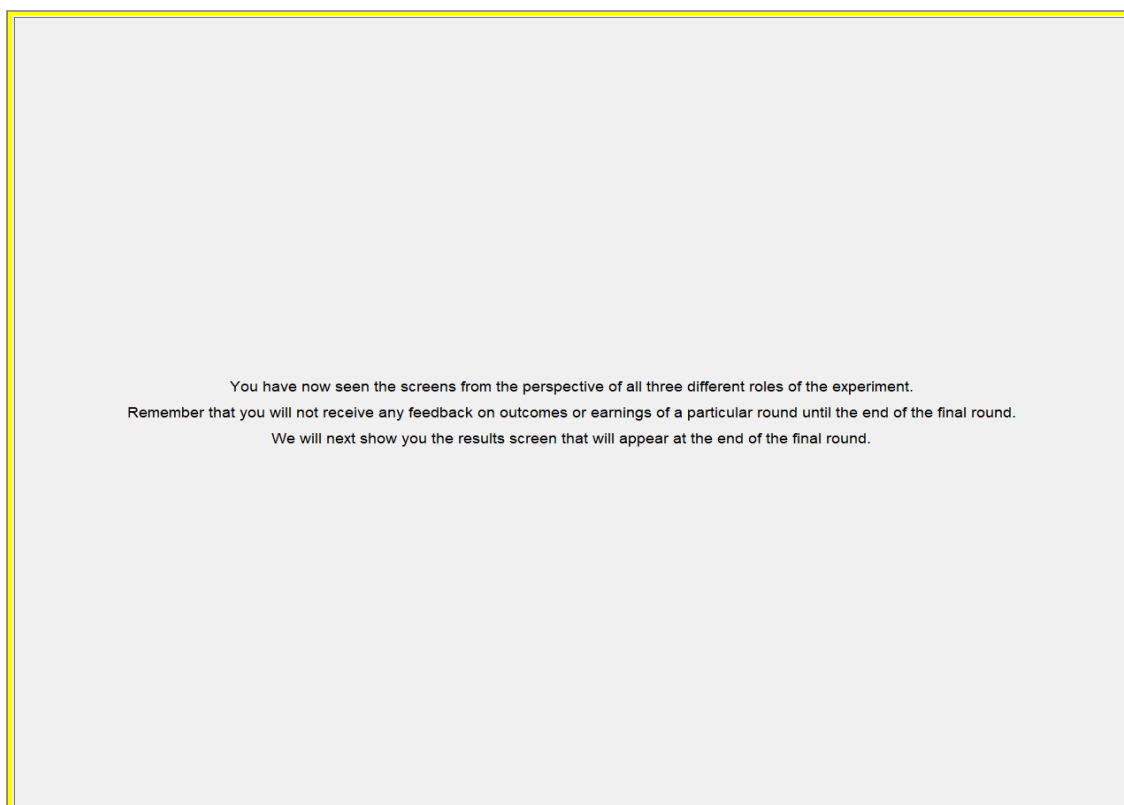 You have now seen the screens from the perspective of all three different roles of the experiment.
Remember that you will not receive any feedback on outcomes or earnings of a particular round until the end of the final round.
We will next show you the results screen that will appear at the end of the final round.